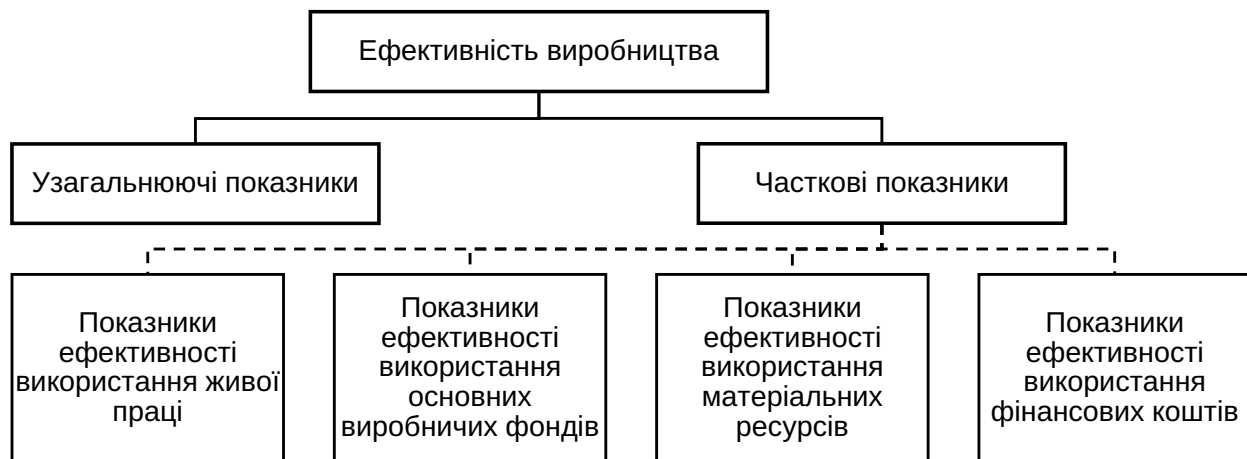 Ефективність виробництва
Узагальнюючі показники
Часткові показники
Показники
ефективності
використання живої
праці
Показники
ефективності
використання
основних
виробничих фондів
Показники
ефективності
використання
матеріальних
ресурсів
Показники
ефективності
використання
фінансових коштів